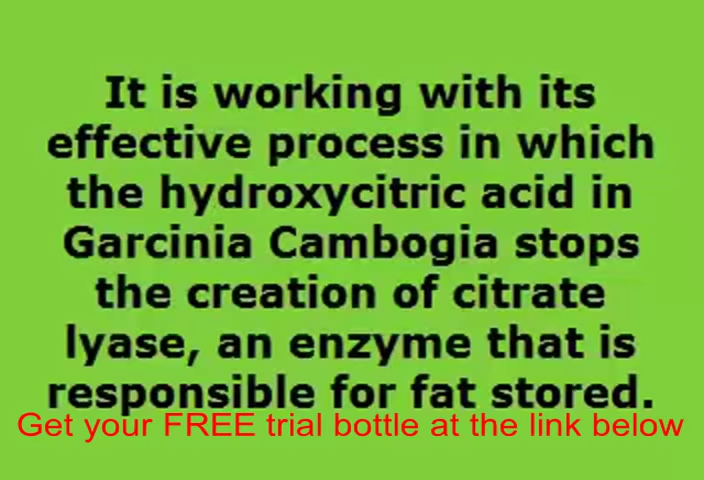 It is working with its
effective process in which
the hydroxycitric acid in
Garcinia Cambogia stops
the creation of citrate
lyase, an enzyme that is
responsible for fat stored.
Get your FREE trial bottle at the link below